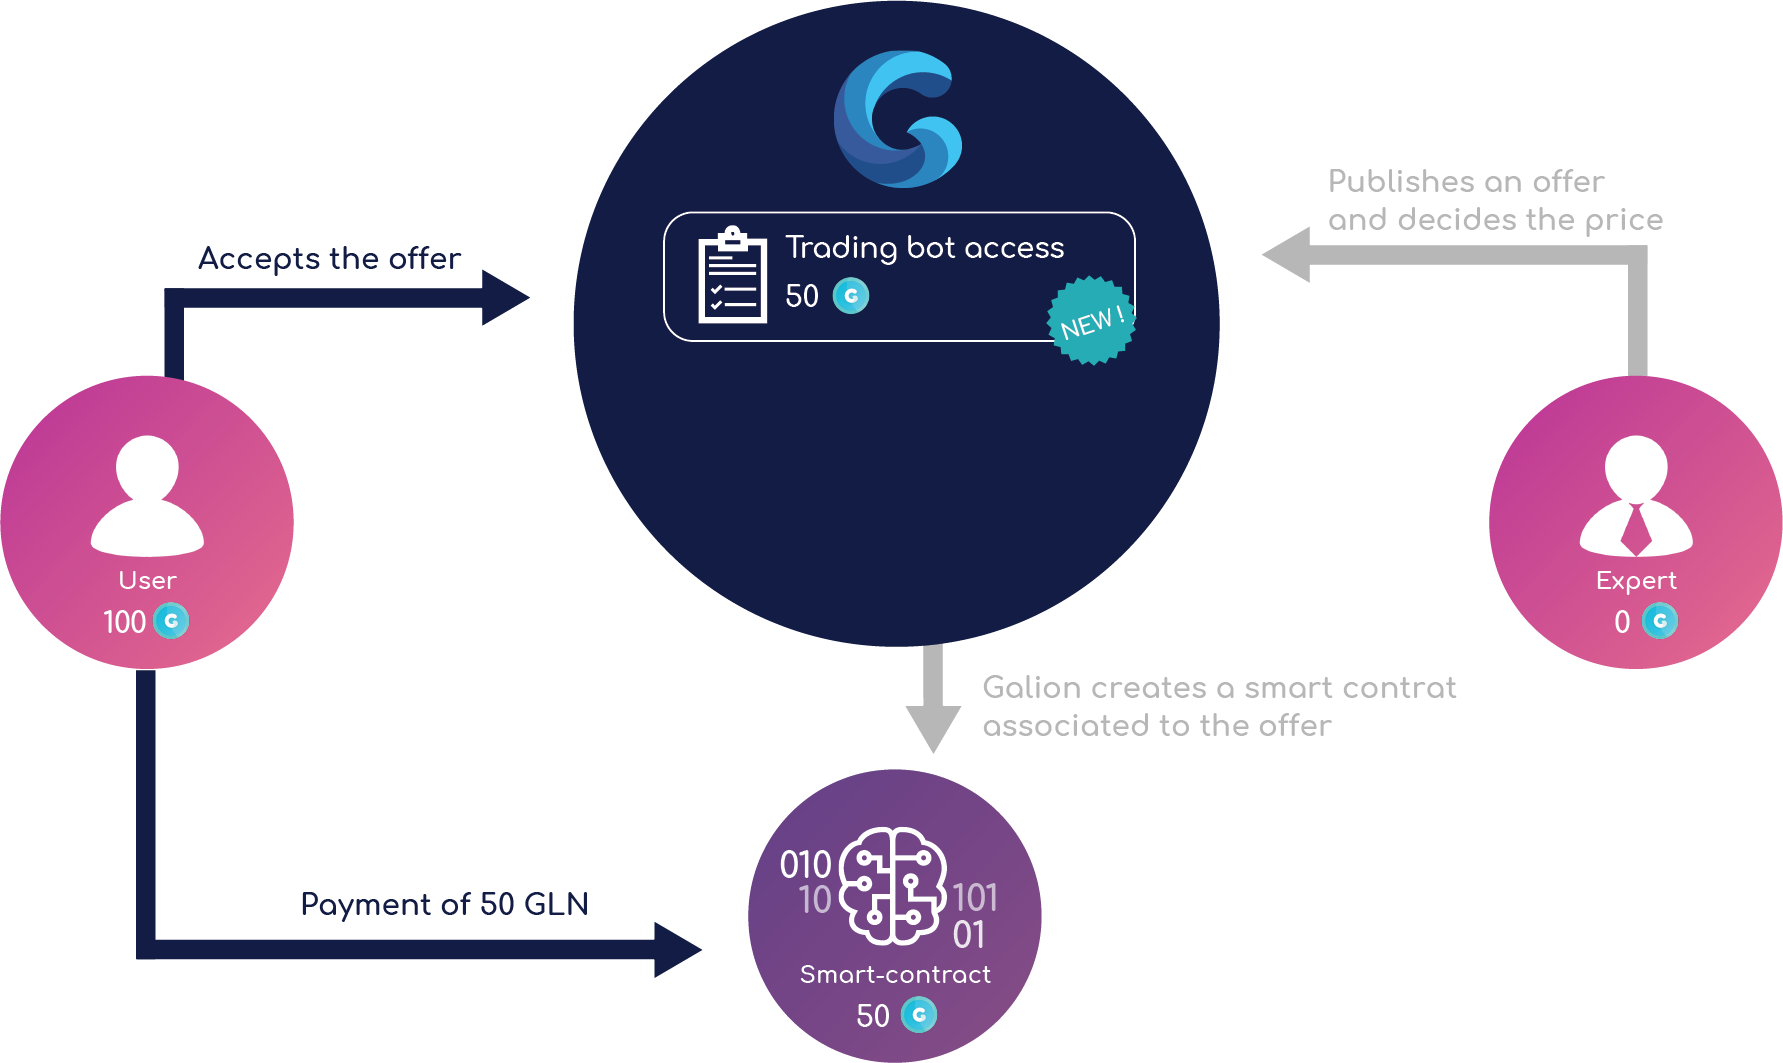 Publishes an offer
and decides the price
Accepts the offer
Trading bot access
50 G
NEW !
User
100 G
Expert
0 G
Galion creates a smart contrat
associated to the offer
Payment of 50 GLN
010
10
101
01
Smart-contract
50 G